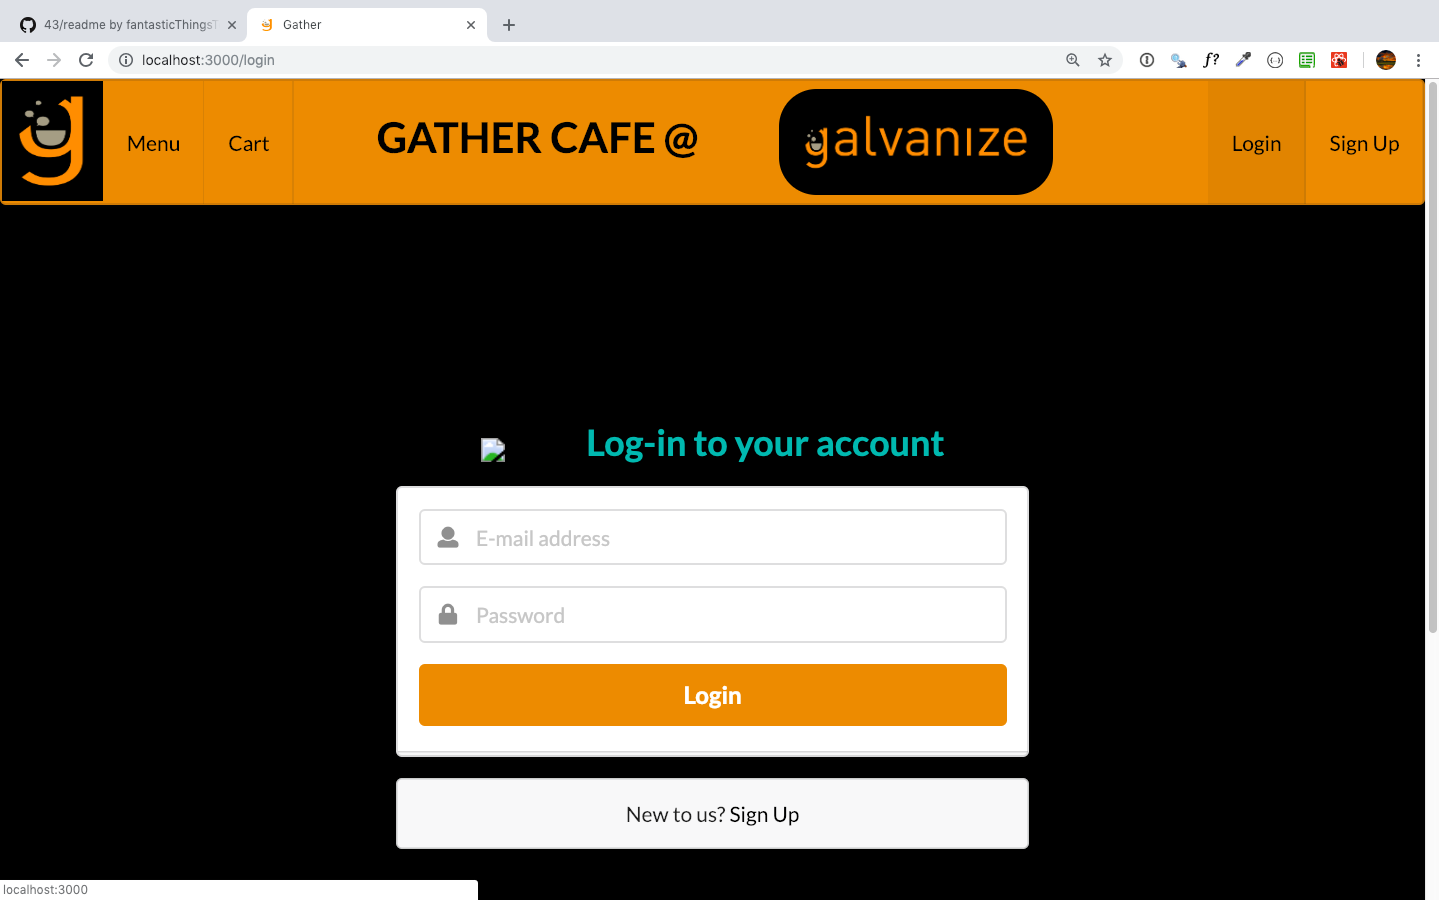 43/readme by fantasticThingsT
Gather
localhost:3000/login
f?
Menu
Cart
GATHER CAFE @
galvanize
Login
Sign Up
Log-in to your account
E-mail address
Password
Login
New to us? Sign Up
localhost:3000